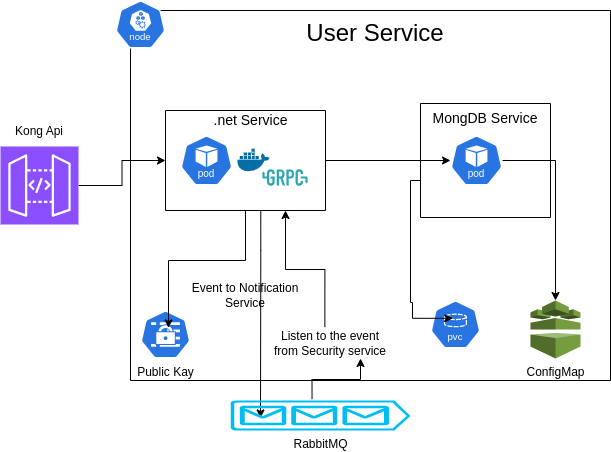 node
User Service
Kong Api
.net Service
pod
GRPC
MongDB Service
pod
Event to Notification
Service
Listen to the event
from Security service
pvc
Public Kay
ConfigMap
RabbitMQ